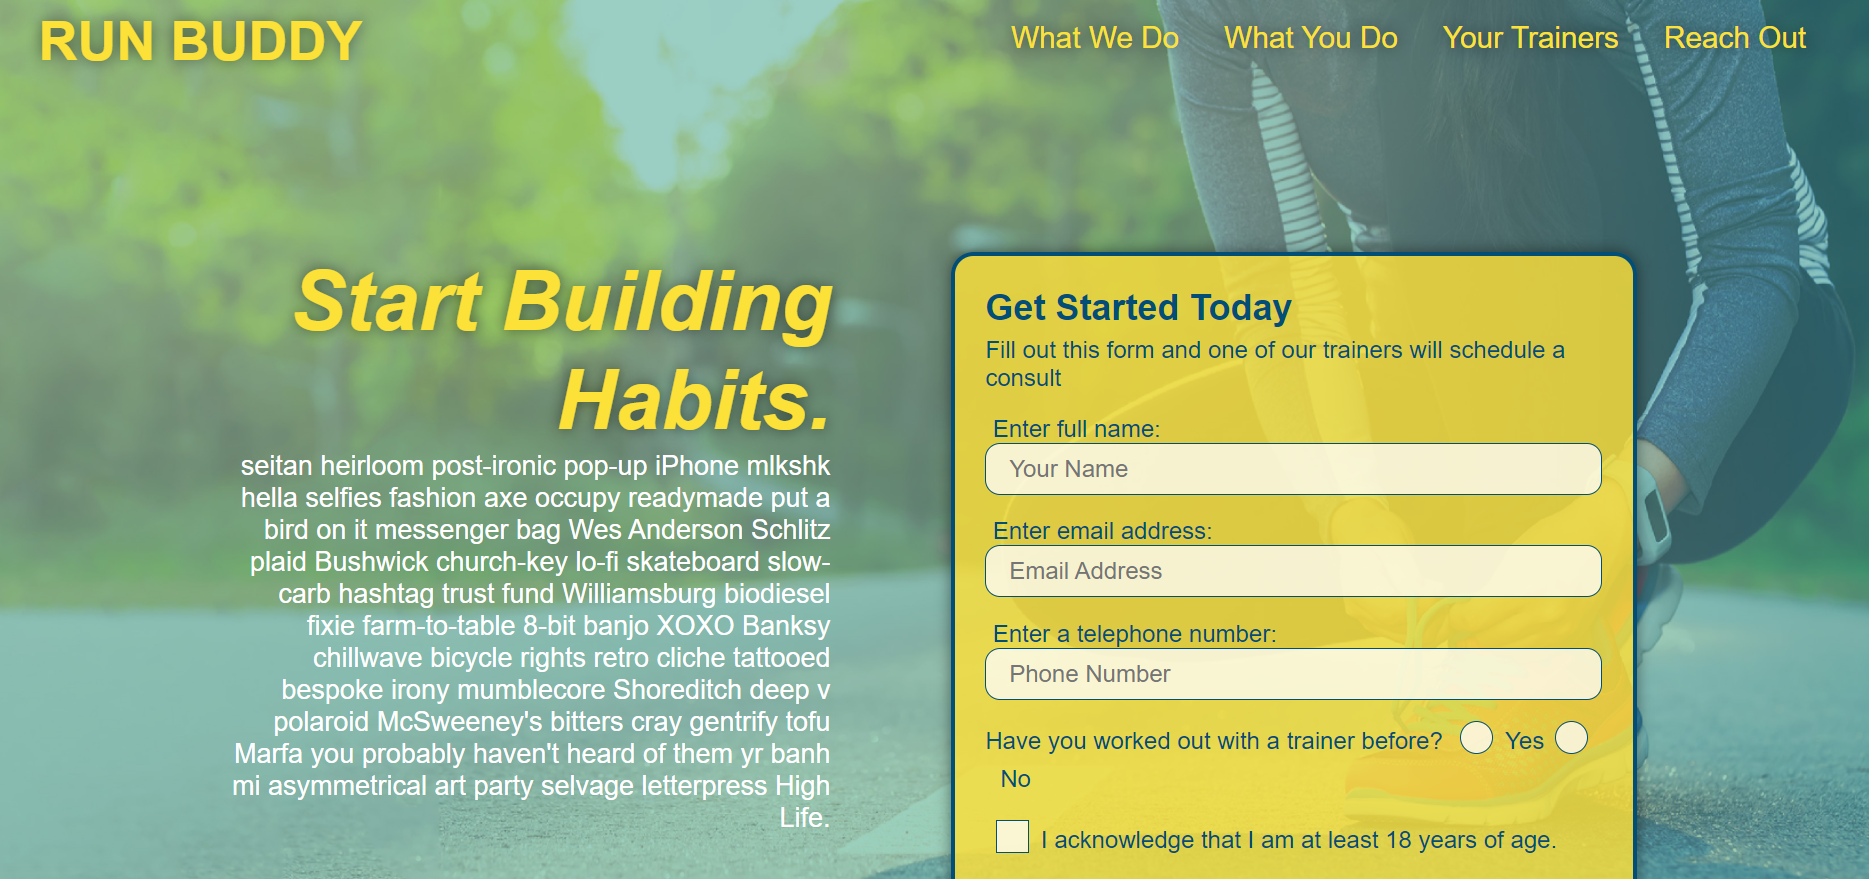 RUN BUDDY
What We Do
What You Do
Your Trainers
Reach Out
Start Building
Habits.
seitan heirloom post-ironic pop-up iPhone mlkshk
hella selfies fashion axe occupy readymade put a
bird on it messenger bag Wes Anderson Schlitz
plaid Bushwick church-key lo-fi skateboard slow-
carb hashtag trust fund Williamsburg biodiesel
fixie farm-to-table 8-bit banjo XOXO Banksy
chillwave bicycle rights retro cliche tattooed
bespoke irony mumblecore Shoreditch deep v
polaroid McSweeney's bitters cray gentrify tofu
Marfa you probably haven't heard of them yr banh
mi asymmetrical art party selvage letterpress High
Life.
Get Started Today
Fill out this form and one of our trainers will schedule a
consult
Enter full name:
Your Name
Enter email address:
Email Address
Enter a telephone number:
Phone Number
Have you worked out with a trainer before? Yes
No
I acknowledge that I am at least 18 years of age.